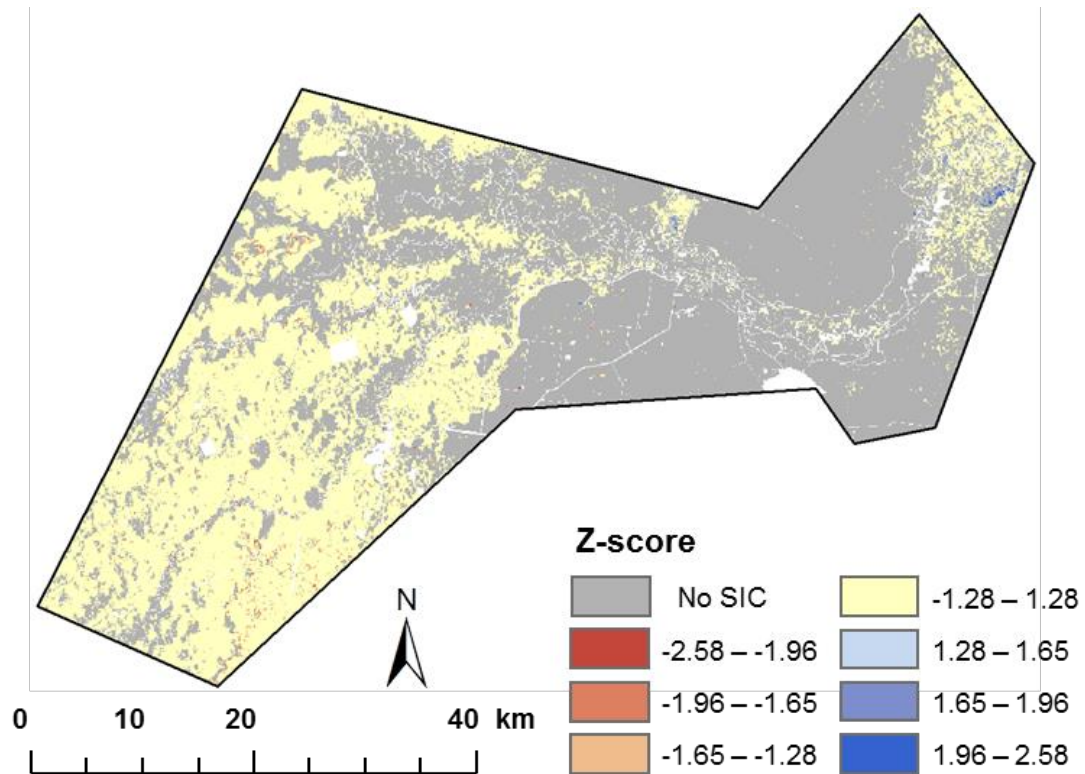 Z-score
No SIC
-1.28 – 1.28
-2.58 – -1.96
1.28 – 1.65
-1.96 – -1.65
1.65 – 1.96
-1.65 – -1.28
1.96 – 2.58
N
0 10 20 40 km